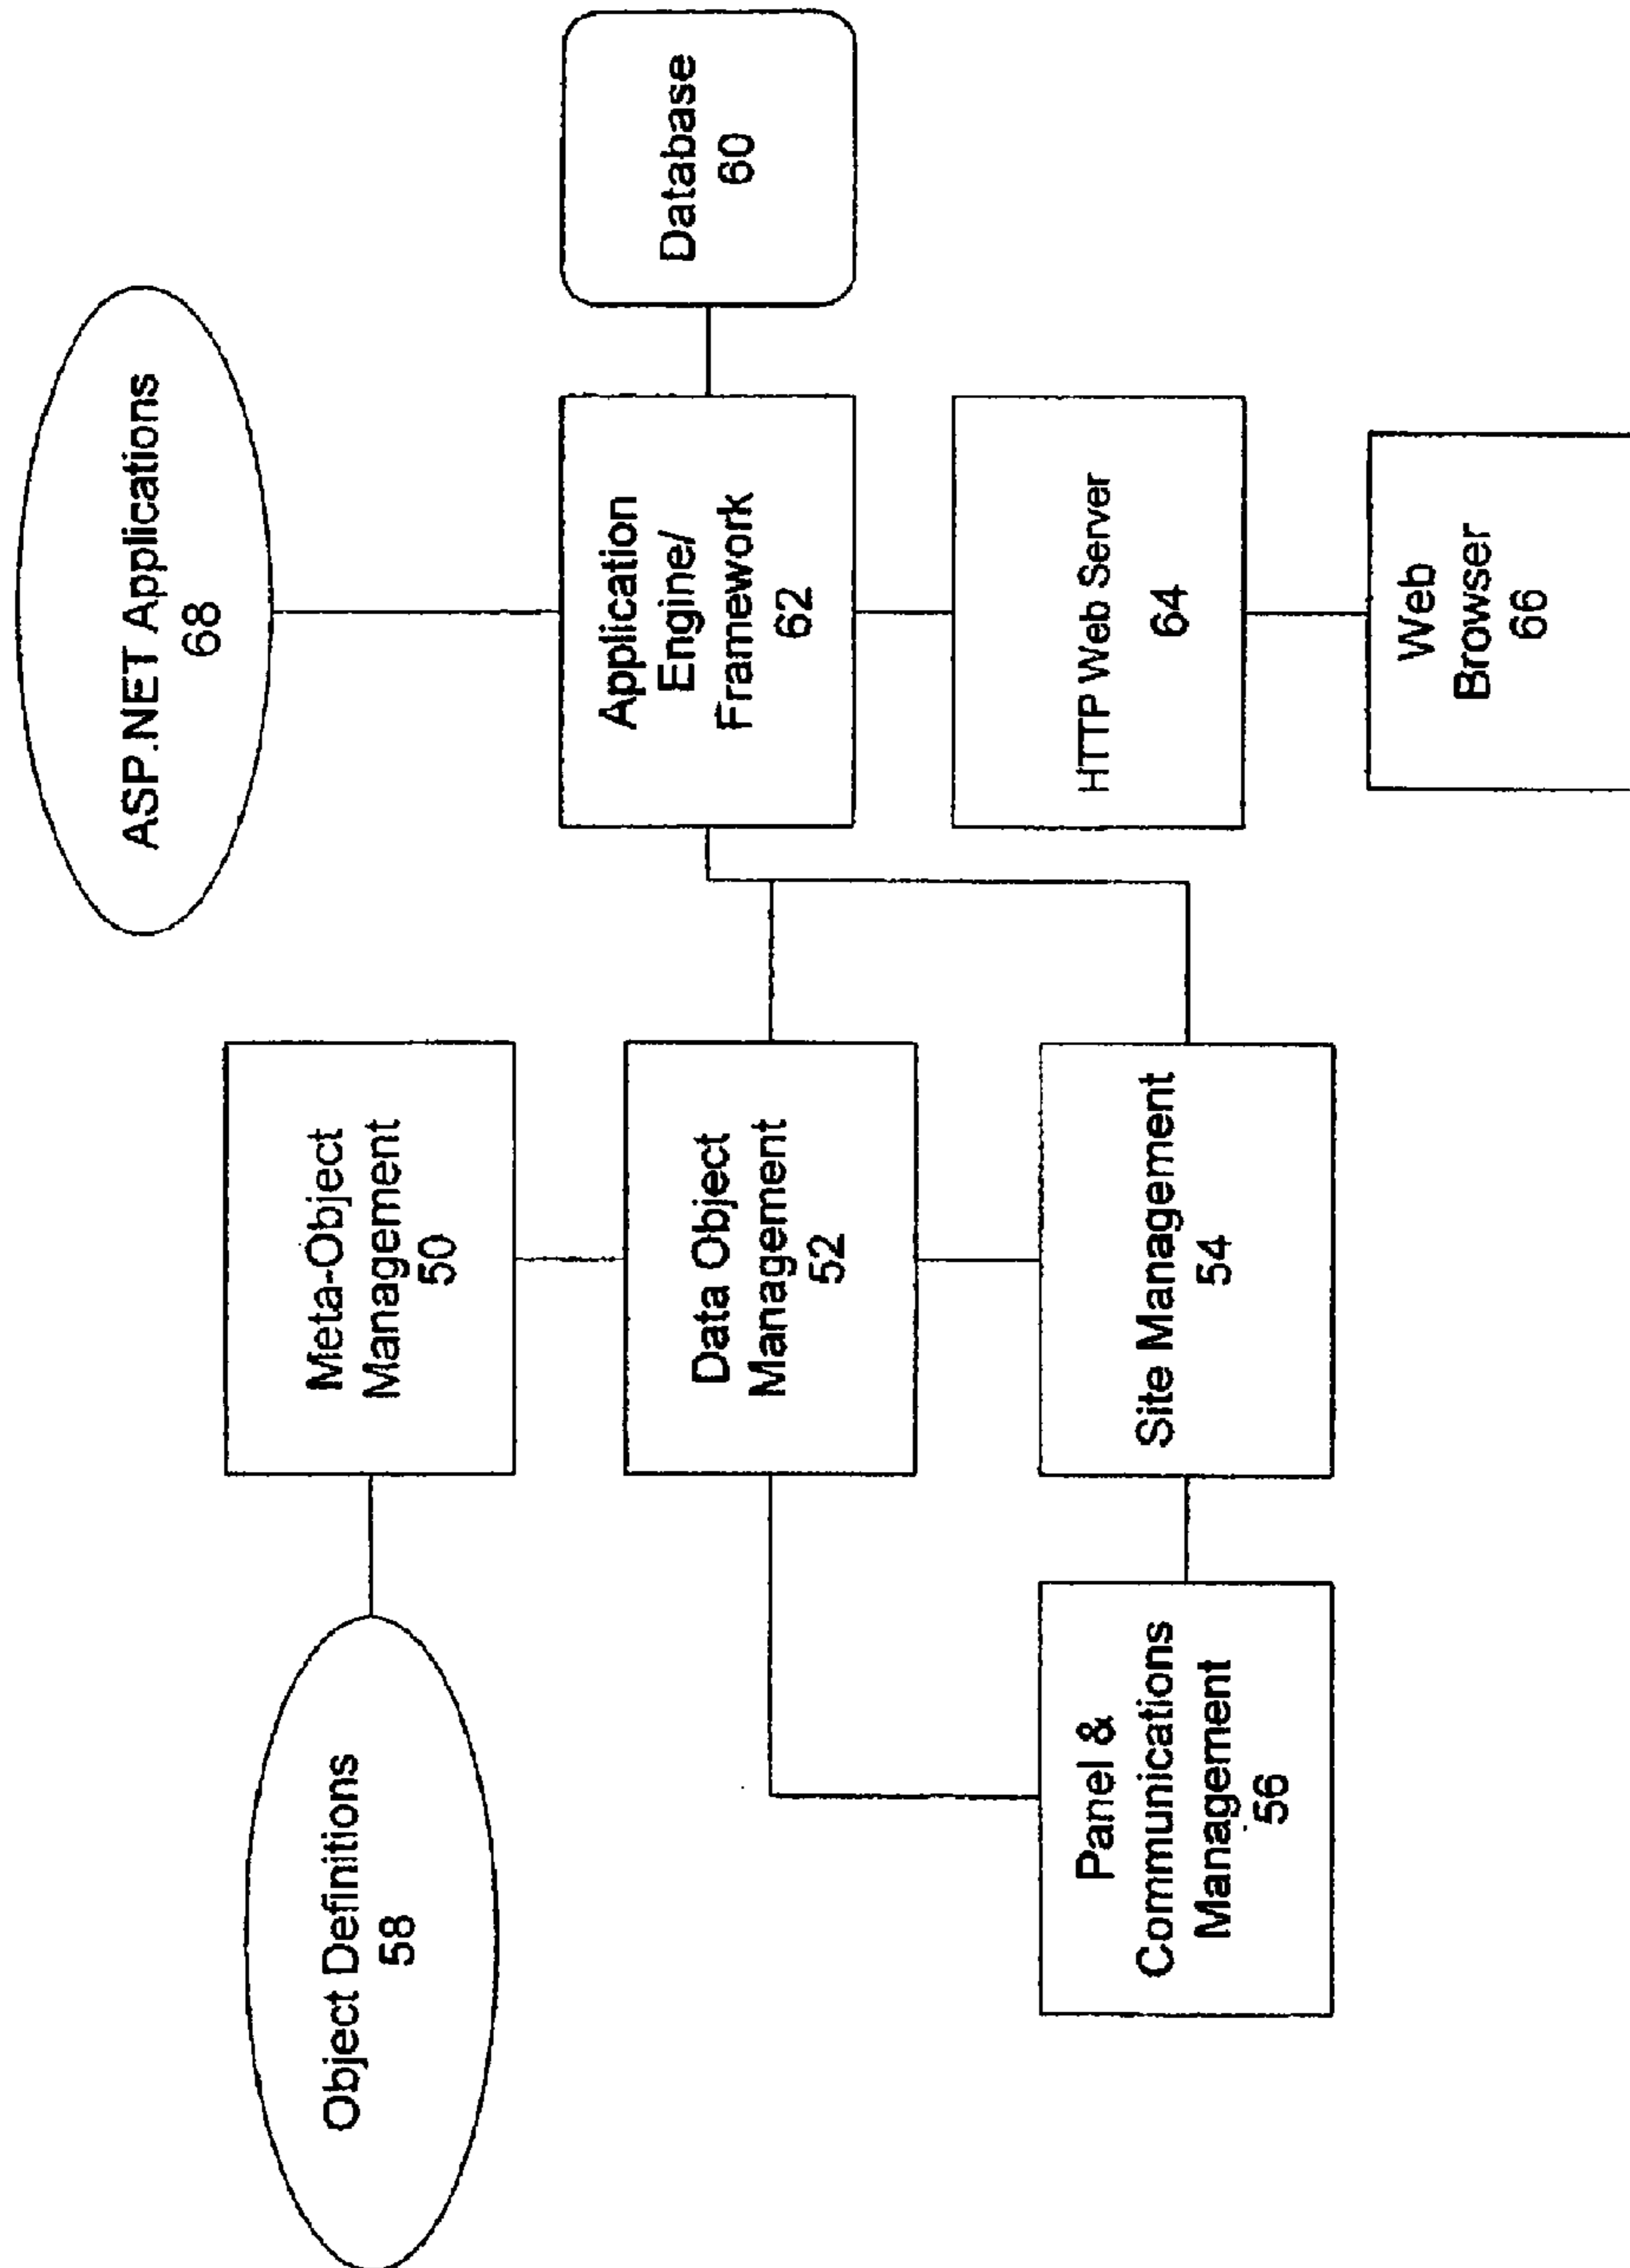 Object Definitions
58
Meta-Object
Management
50
ASP.NET Applications
68
Data Object
Management
52
Application
Engine/
Framework
62
Database
60
Panel &
Communications
Management
56
Site Management
54
HTTP Web Server
64
Web
Browser
66